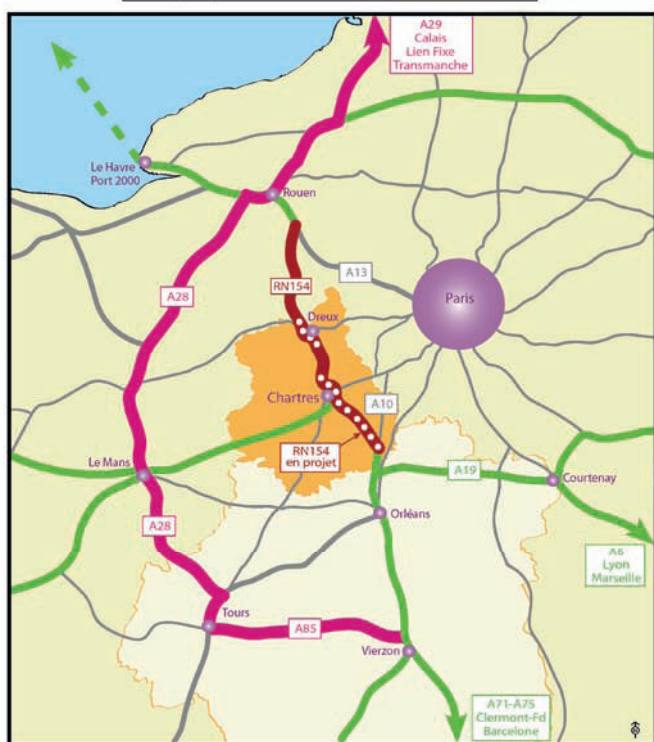 A29
Calais
Lien Fixe
Transmanche
Le Havre
Port 2000
Rouen
A13
RN154
Paris
A28
Dreux
Chartres
A10
RN154
en projet
Le Mans
A19
Courtenay
Orléans
A28
A6
Lyon
Marseille
Tours
A85
Vierzon
A71-A75
Clermont-Fd
Barcelone